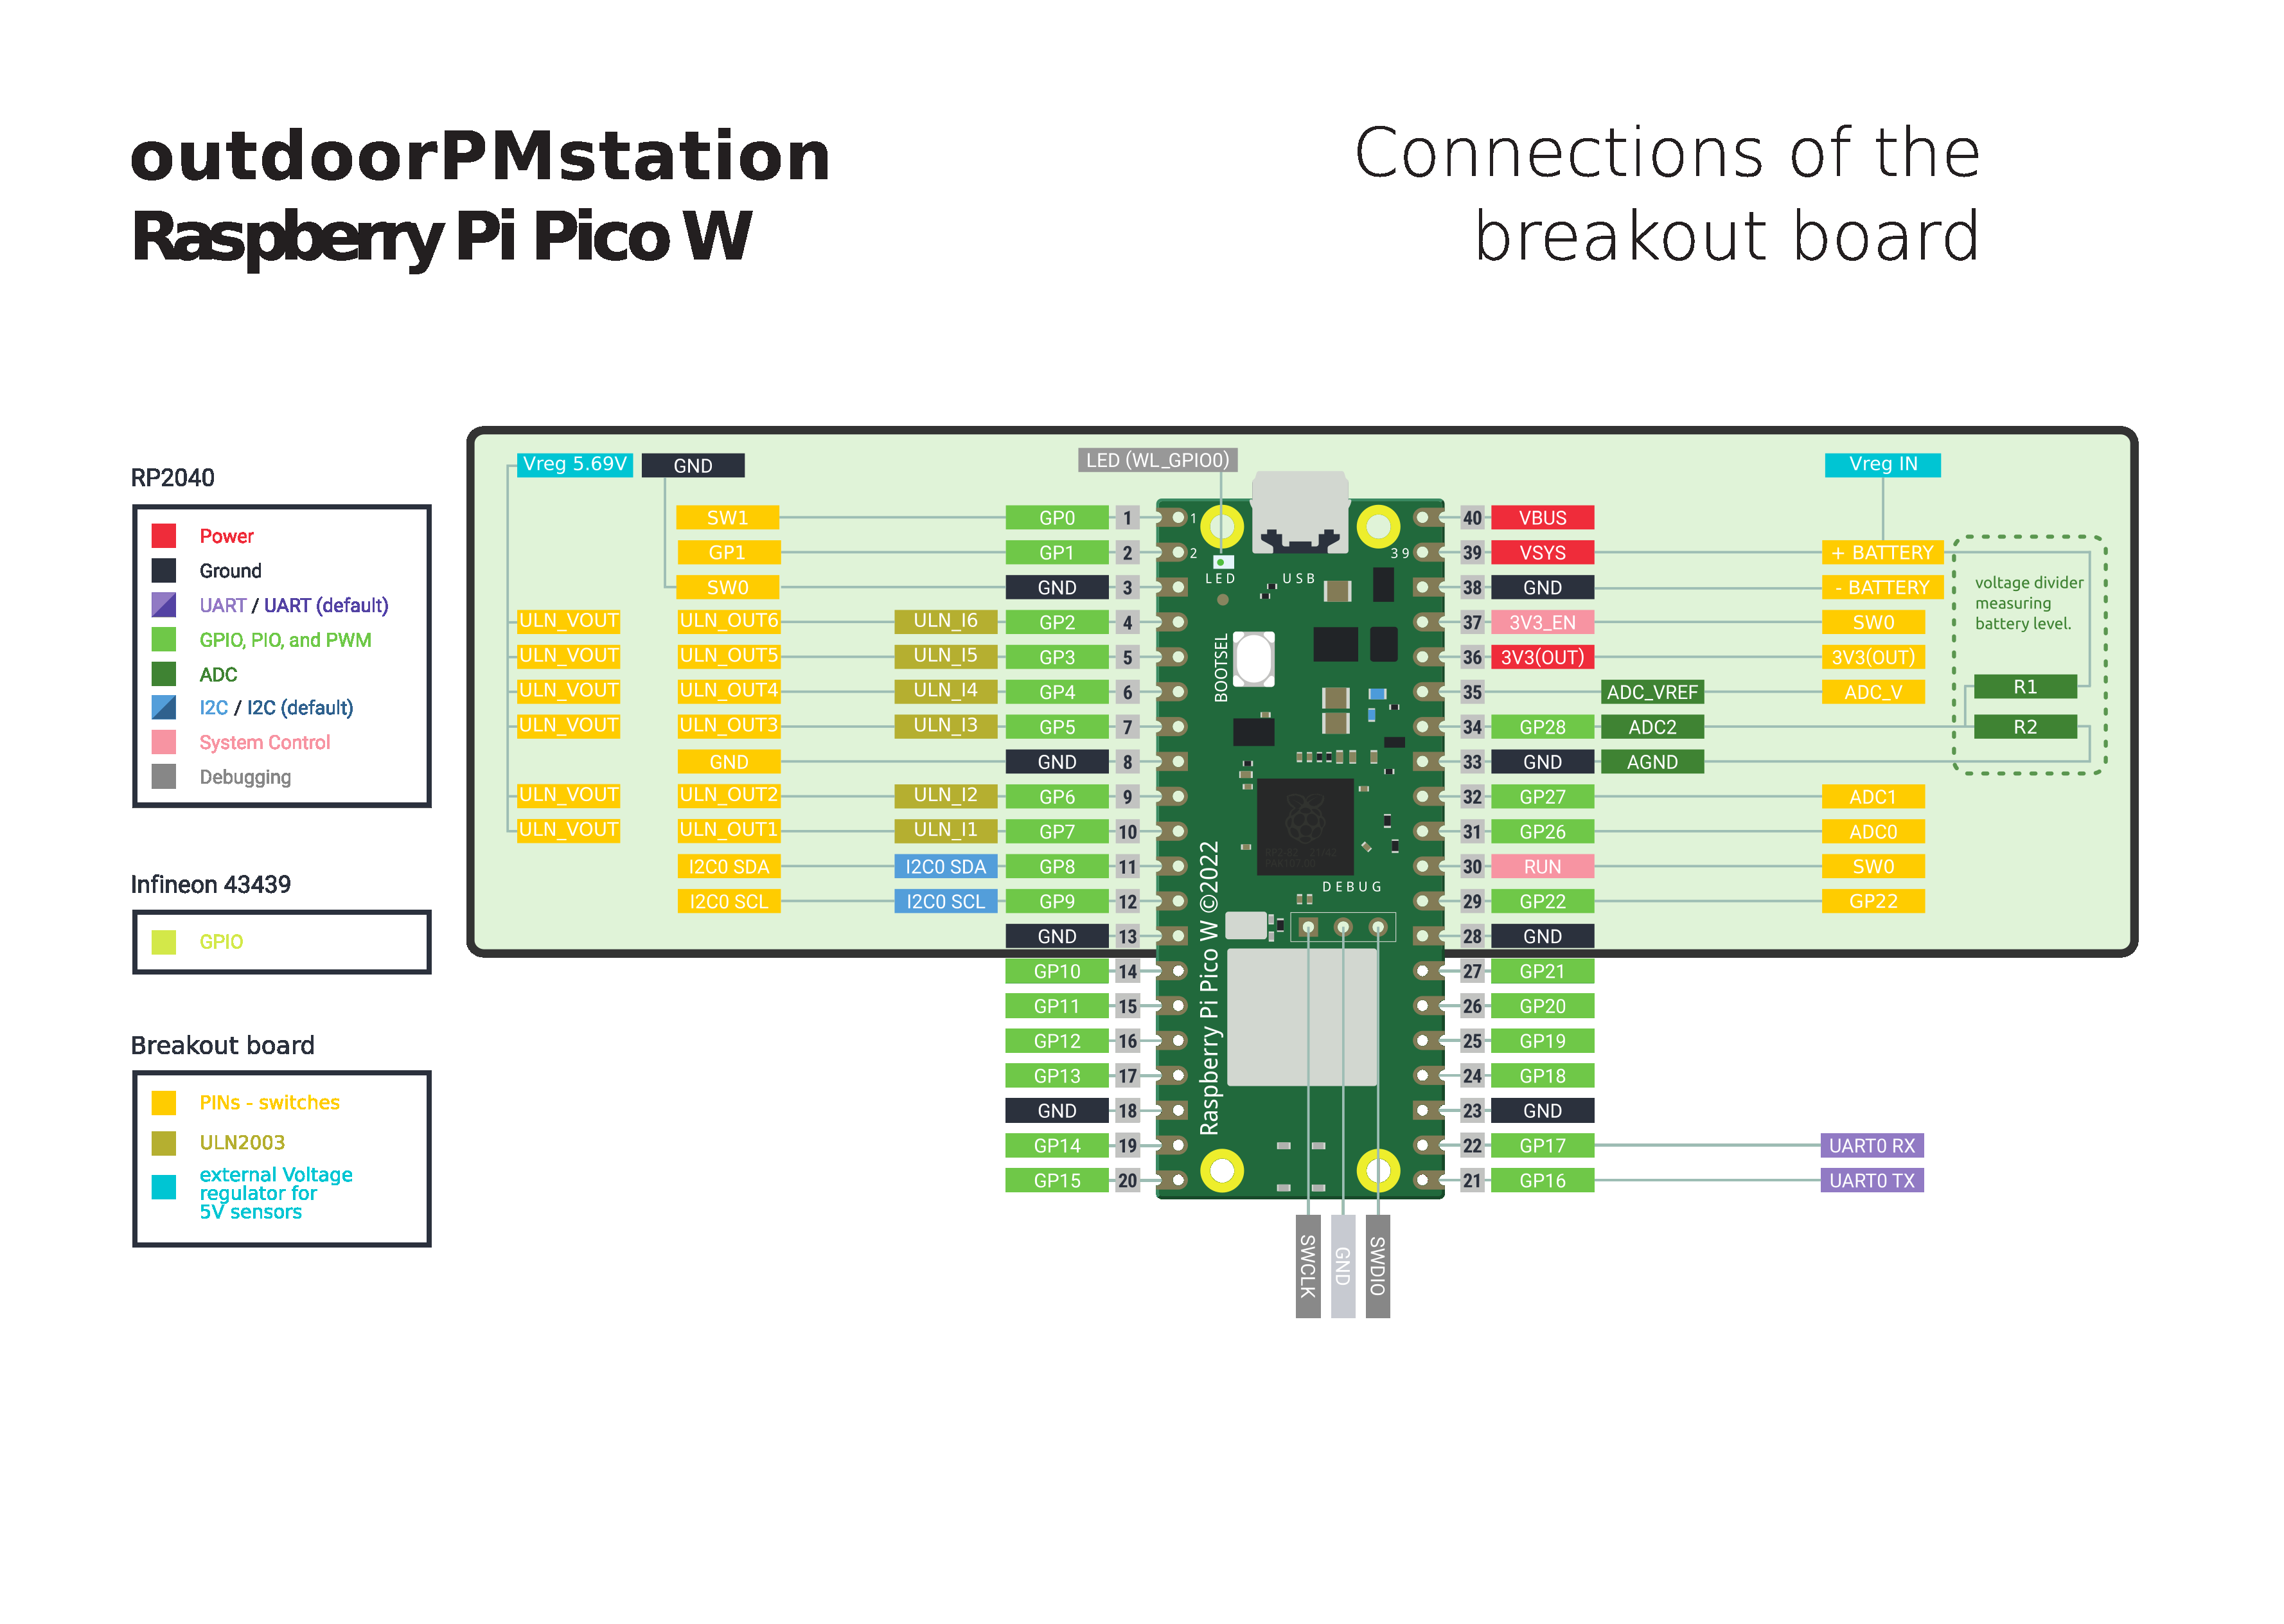 outdoorPMstation
Raspberry Pi Pico W
Connections of the
breakout board
RP2040
Power
Ground
UART / UART (default)
GPIO, PIO, and PWM
ADC
I2C / I2C (default)
System Control
Debugging
Infineon 43439
GPIO
Breakout board
PINs - switches
ULN2003
external Voltage
regulator for
5V sensors
Vreg 5.69V GND LED (WL_GPIO0) Vreg IN
SW1 GP0 1 1 40 VBUS
GP1 GP1 2 2 39 39 VSYS + BATTERY
LED USB
SW0 GND 3 38 GND - BATTERY
voltage divider
measuring
battery level.
ULN_VOUT ULN_OUT6 ULN_I6 GP2 4 37 3V3_EN SW0
ULN_VOUT ULN_OUT5 ULN_I5 GP3 5 36 3V3(OUT) 3V3(OUT)
BOOTSEL
ULN_VOUT ULN_OUT4 ULN_I4 GP4 6 35 ADC_VREF ADC_V R1
ULN_VOUT ULN_OUT3 ULN_I3 GP5 7 34 GP28 ADC2 R2
GND GND 8 33 GND AGND
ULN_VOUT ULN_OUT2 ULN_I2 GP6 9 32 GP27 ADC1
ULN_VOUT ULN_OUT1 ULN_I1 GP7 10 31 GP26 ADC0
I2C0 SDA I2C0 SDA GP8 11 30 RUN SW0
DEBUG
I2C0 SCL I2C0 SCL GP9 12 29 GP22 GP22
GND 13 28 GND
Raspberry Pi Pico W ©2022
GP10 14 27 GP21
GP11 15 26 GP20
GP12 16 25 GP19
GP13 17 24 GP18
GND 18 23 GND
GP14 19 22 GP17 UART0 RX
GP15 20 21 GP16 UART0 TX
SWCLK
GND
SWDIO